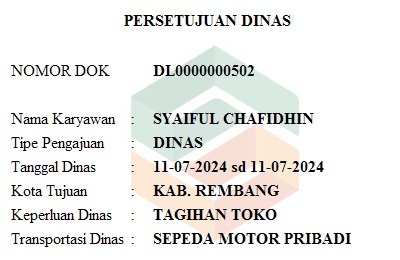 PERSETUJUAN DINAS
NOMOR DOK DL0000000502
Nama Karyawan : SYAIFUL CHAFIDHIN
Tipe Pengajuan : DINAS
Tanggal Dinas : 11-07-2024 sd 11-07-2024
Kota Tujuan : KAB. REMBANG
Keperluan Dinas : TAGIHAN TOKO
Transportasi Dinas : SEPEDA MOTOR PRIBADI